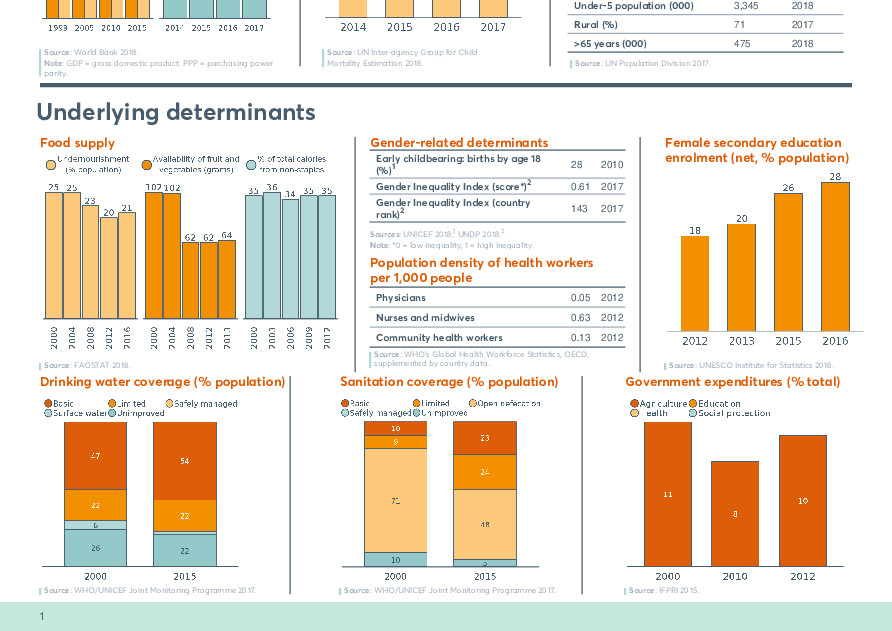 1999 2005 2010 2015
2014 2015 2016 2017
Source: World Bank 2018.
Note: GDP = gross domestic product. PPP = purchasing power
parity.
2014 2015 2016 2017
Source: UN Inter-agency Group for Child
Mortality Estimation 2018.
Under-5 population (000) 3,345 2018
Rural (%) 71 2017
>65 years (000) 475 2018
Source: UN Population Division 2017.
Underlying determinants
Food supply
Undernourishment
(% population)
Availability of fruit and
vegetables (grams)
% of total calories
from non-staples
25 25 23 20 21
102 102 62 62 64
35 36 34 35 35
2000 2004 2008 2012 2016
2000 2004 2008 2012
2000 2006 2009 2012
Source: FAOSTAT 2018.
Gender-related determinants
Early childbearing: births by age 18
(%)1 28 2010
Gender Inequality Index (score*)2 0.61 2017
Gender Inequality Index (country
rank)2 143 2017
Sources: UNICEF 2018,1 UNDP 2018.2
Note: *0 = low inequality, 1 = high inequality.
Population density of health workers
per 1,000 people
Physicians 0.05 2012
Nurses and midwives 0.63 2012
Community health workers 0.13 2012
Source: WHO's Global Health Workforce Statistics, OECD,
supplemented by country data.
Female secondary education
enrolment (net, % population)
18 20 26 28
2012 2013 2015 2016
Source: UNESCO Institute for Statistics 2018.
Drinking water coverage (% population)
Basic Limited Safely managed
Surface water Unimproved
47 22 6 26
54 22 22
2000 2015
Source: WHO/UNICEF Joint Monitoring Programme 2017.
Sanitation coverage (% population)
Basic Limited Open defecation
Safely managed Unimproved
10 9 71 10
23 24 48 5
2000 2015
Source: WHO/UNICEF Joint Monitoring Programme 2017.
Government expenditures (% total)
Agriculture Education
Health Social protection
11 8 10
2000 2010 2012
Source: IFPRI 2015.
1